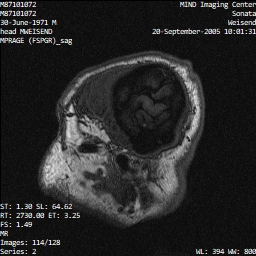 M87101072
M87101072
30-June-1971 M
head MWEISEND
MPRAGE (FSPGR)_sag
MIND Imaging Center
Sonata
Weisend
20-September-2005 10:01:31
ST: 1.30 SL: 64.62
RT: 2730.00 ET: 3.25
FS: 1.49
MR
Images: 114/128
Series: 2
WL: 394 WW: 800